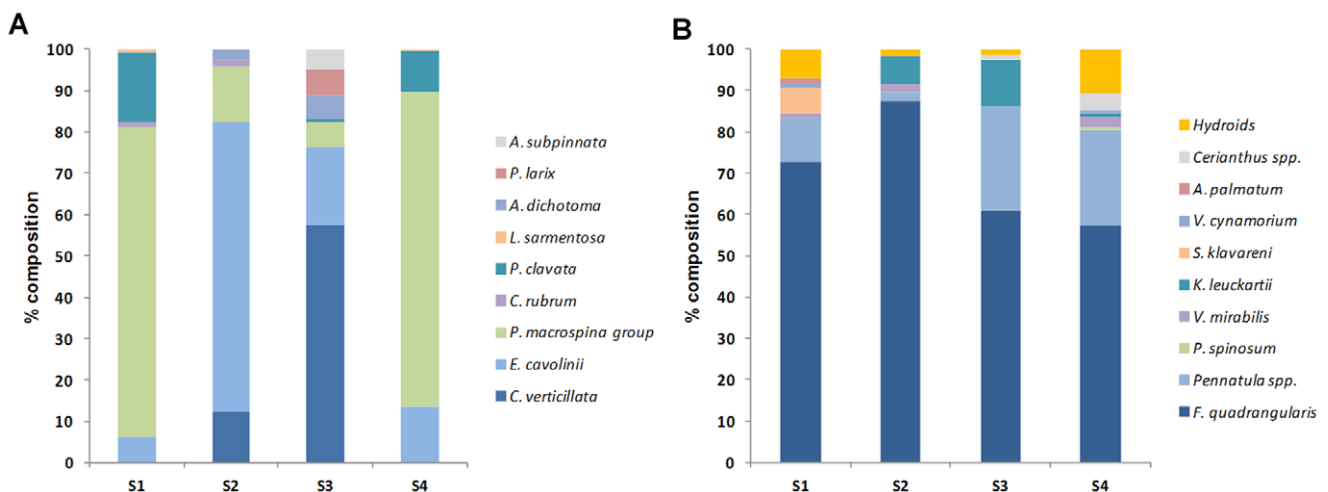 A
% composition
100
90
80
70
60
50
40
30
20
10
0
S1 S2 S3 S4
A. subpinnata
P. larix
A. dichotoma
L. sarmentosa
P. clavata
C. rubrum
P. macrospina group
E. cavolinii
C. verticillata
B
% composition
100
90
80
70
60
50
40
30
20
10
0
S1 S2 S3 S4
Hydroids
Cerianthus spp.
A. palmatum
V. cynamorium
S. klavareni
K. leuckartii
V. mirabilis
P. spinosum
Pennatula spp.
F. quadrangularis